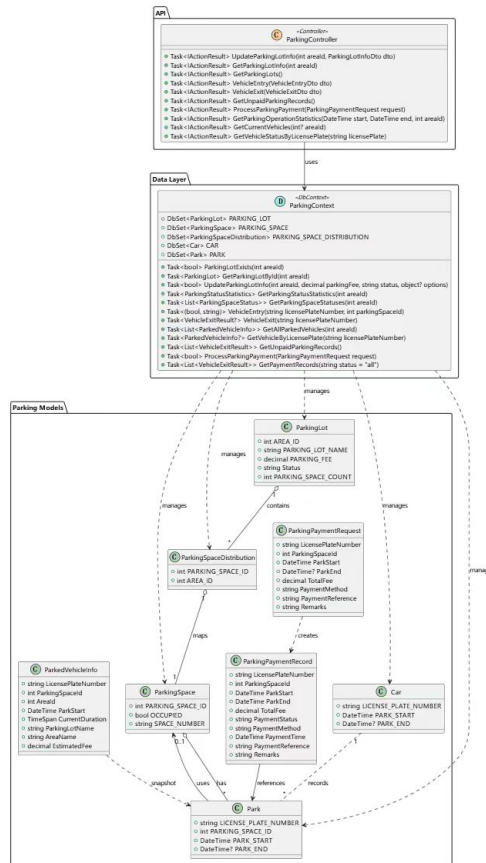 API
C
«Controller»
ParkingController
Task<IActionResult> UpdateParkingLotInfo(int areaId, ParkingLotInfoDto dto)
Task<IActionResult> GetParkingLotInfo(int areaId)
Task<IActionResult> GetParkingLots()
Task<IActionResult> VehicleEntry(VehicleEntryDto dto)
Task<IActionResult> VehicleExit(VehicleExitDto dto)
Task<IActionResult> GetUnpaidParkingRecords()
Task<IActionResult> ProcessParkingPayment(ParkingPaymentRequest request)
Task<IActionResult> GetParkingOperationStatistics(DateTime start, DateTime end, int areaId)
Task<IActionResult> GetCurrentVehicles(int? areaId)
Task<IActionResult> GetVehicleStatusByLicensePlate(string licensePlate)
uses
Data Layer
D
«DbContext»
ParkingContext
DbSet<ParkingLot> PARKING_LOT
DbSet<ParkingSpace> PARKING_SPACE
DbSet<ParkingSpaceDistribution> PARKING_SPACE_DISTRIBUTION
DbSet<Car> CAR
DbSet<Park> PARK
Task<bool> ParkingLotExists(int areaId)
Task<ParkingLot> GetParkingLotById(int areaId)
Task<bool> UpdateParkingLotInfo(int areaId, decimal parkingFee, string status, object? options)
Task<ParkingStatusStatistics> GetParkingStatusStatistics(int areaId)
Task<List<ParkingSpaceStatus>> GetParkingSpaceStatuses(int areaId)
Task<(bool, string)> VehicleEntry(string licensePlateNumber, int parkingSpaceId)
Task<VehicleExitResult?> VehicleExit(string licensePlateNumber)
Task<List<ParkedVehicleInfo>> GetAllParkedVehicles(int areaId)
Task<ParkedVehicleInfo?> GetVehicleByLicensePlate(string licensePlateNumber)
Task<List<VehicleExitResult>> GetUnpaidParkingRecords()
Task<bool> ProcessParkingPayment(ParkingPaymentRequest request)
Task<List<VehicleExitResult>> GetPaymentRecords(string status = "all")
manages
Parking Models
C ParkingLot
int AREA_ID
string PARKING_LOT_NAME
decimal PARKING_FEE
string Status
int PARKING_SPACE_COUNT
manages
manages
manages
1
contains
*
C ParkingPaymentRequest
string LicensePlateNumber
int ParkingSpaceId
DateTime ParkStart
DateTime? ParkEnd
decimal TotalFee
string PaymentMethod
string PaymentReference
string Remarks
C ParkingSpaceDistribution
int PARKING_SPACE_ID
int AREA_ID
1
maps
1
creates
C ParkedVehicleInfo
string LicensePlateNumber
int ParkingSpaceId
int AreaId
DateTime ParkStart
TimeSpan CurrentDuration
string ParkingLotName
string AreaName
decimal EstimatedFee
C ParkingSpace
int PARKING_SPACE_ID
bool OCCUPIED
string SPACE_NUMBER
C ParkingPaymentRecord
string LicensePlateNumber
int ParkingSpaceId
DateTime ParkStart
DateTime ParkEnd
decimal TotalFee
string PaymentStatus
string PaymentMethod
DateTime PaymentTime
string PaymentReference
string Remarks
C Car
string LICENSE_PLATE_NUMBER
DateTime PARK_START
DateTime? PARK_END
0..1
1
snapshot
uses
has
references
records
*
*
C Park
string LICENSE_PLATE_NUMBER
int PARKING_SPACE_ID
DateTime PARK_START
DateTime? PARK_END